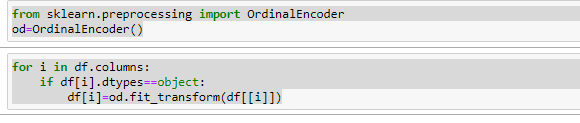 from sklearn.preprocessing import OrdinalEncoder
od=OrdinalEncoder()
for i in df.columns:
    if df[i].dtypes==object:
        df[i]=od.fit_transform(df[[i]])